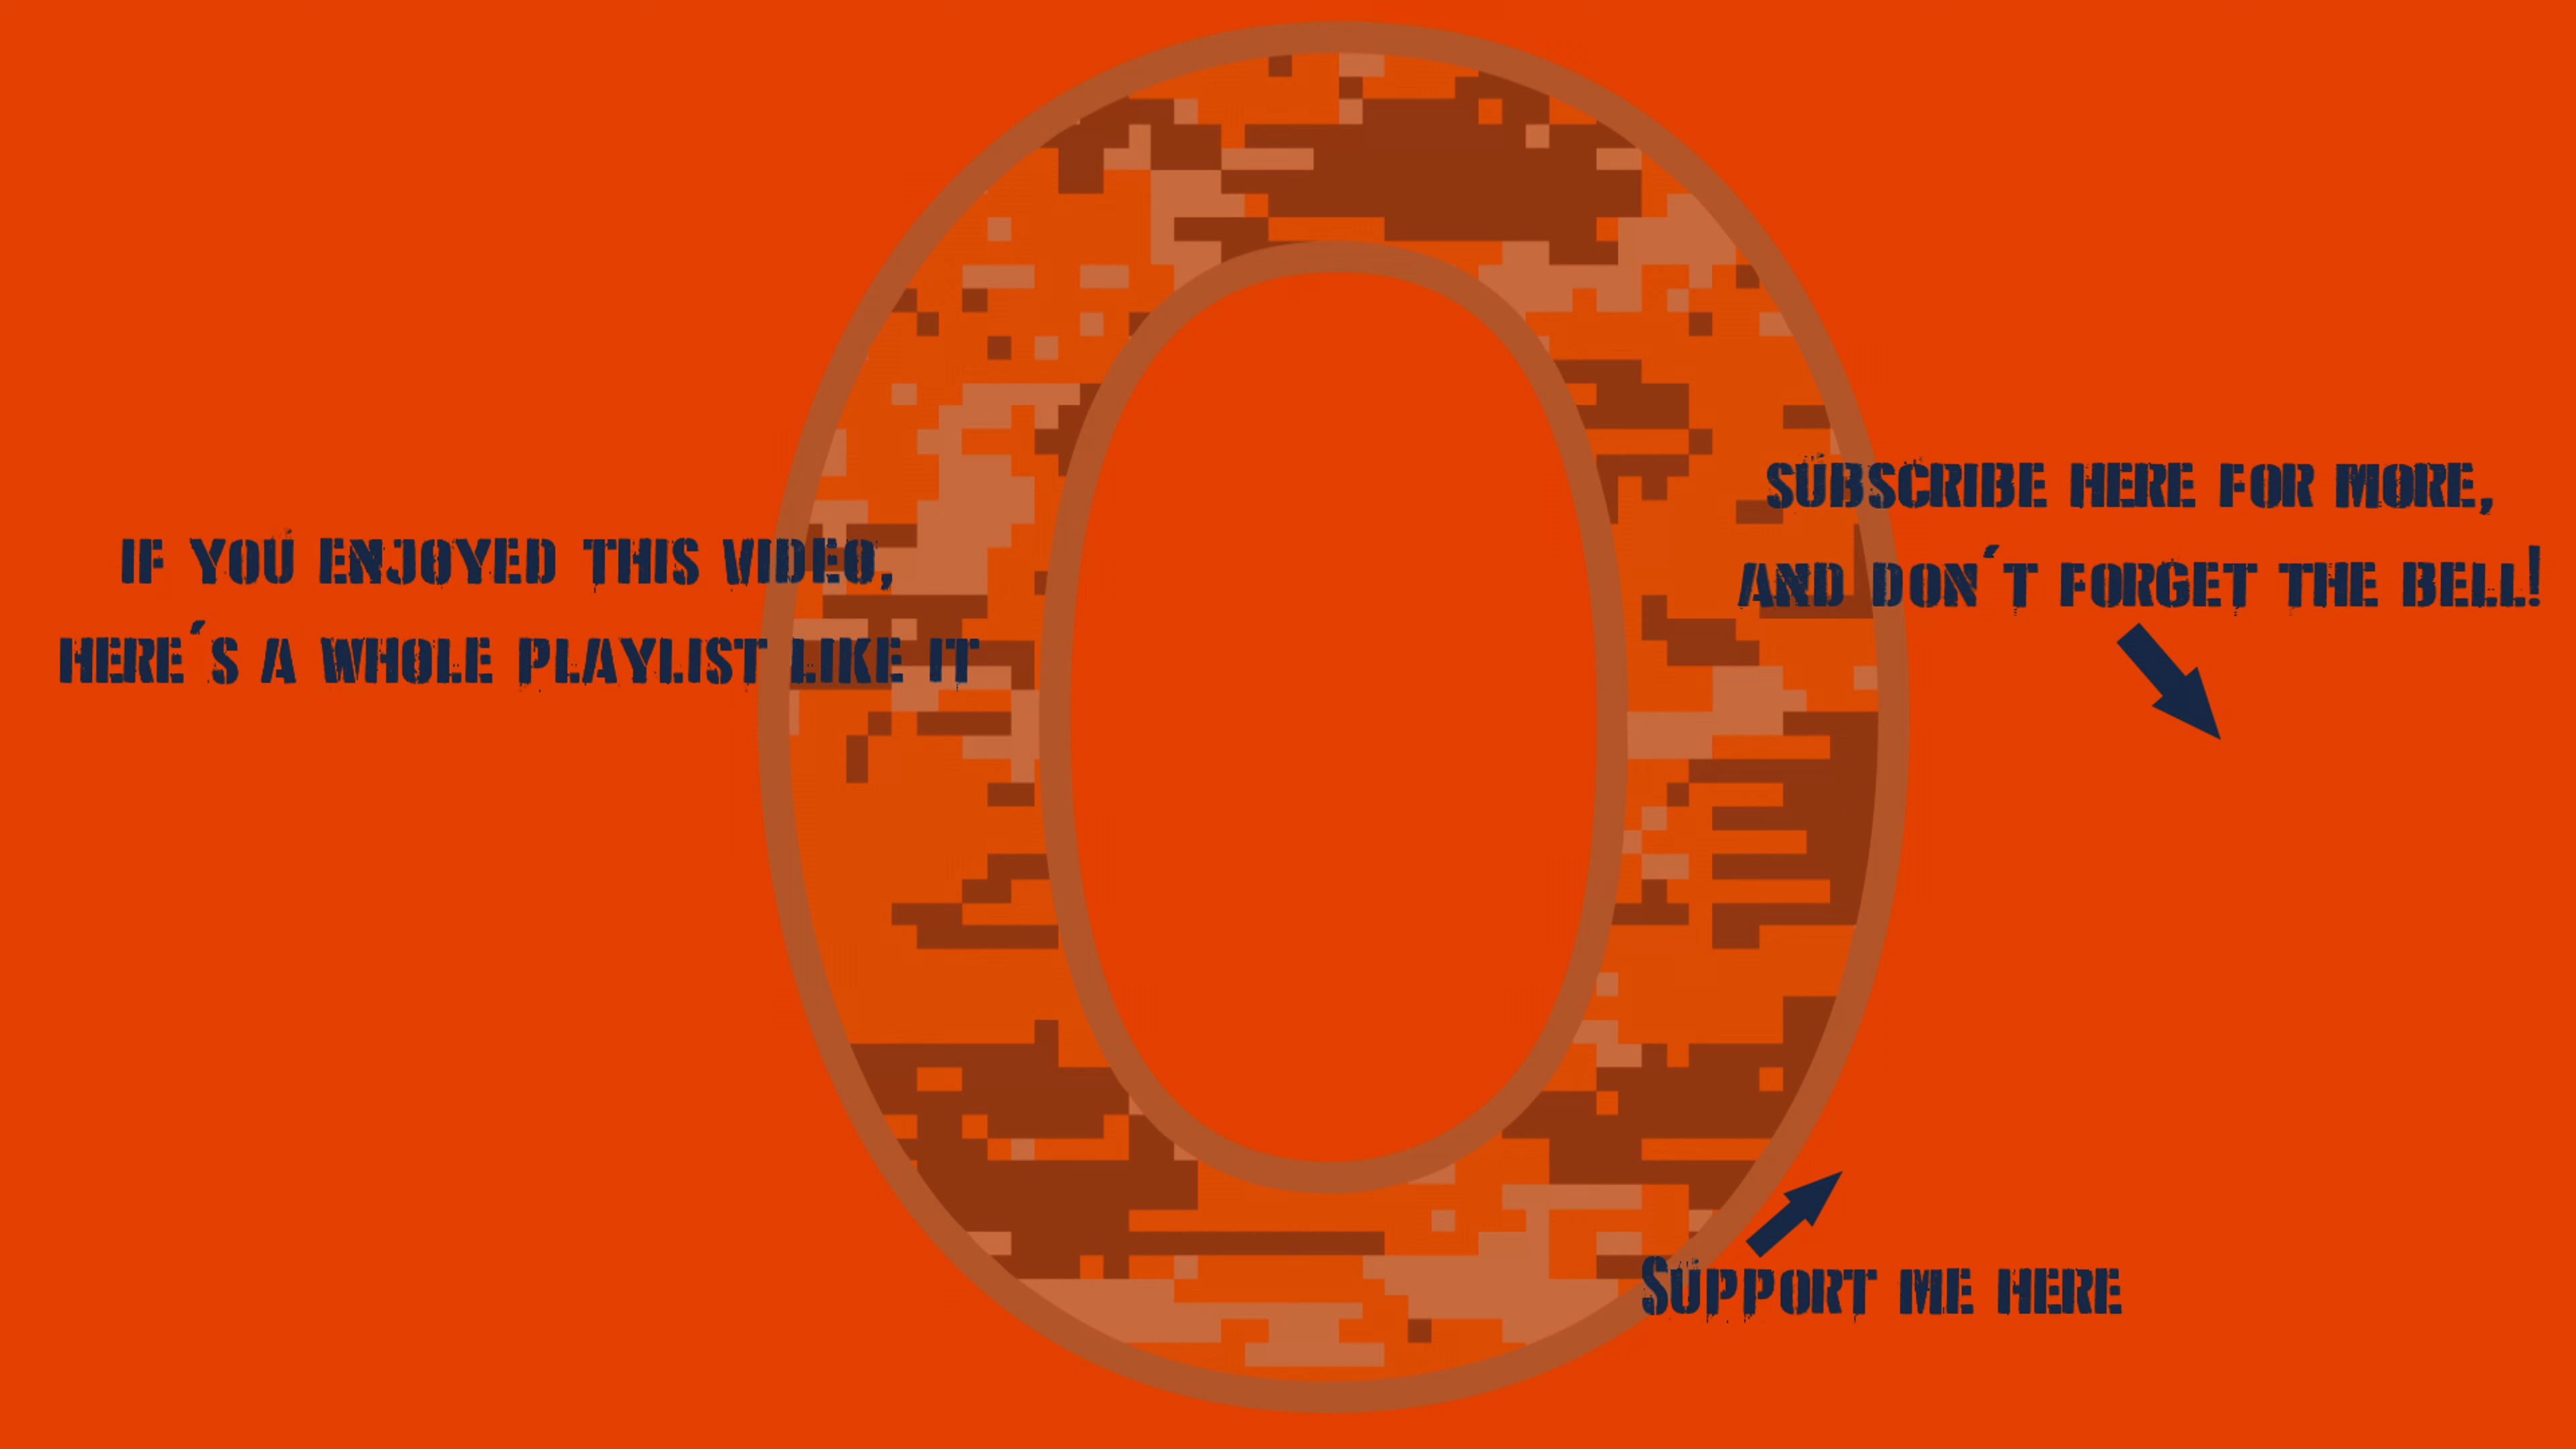 IF YOU ENJOYED THIS VIDEO,
HERE´S A WHOLE PLAYLIST LIKE IT
SUBSCRIBE HERE FOR MORE,
AND DON´T FORGET THE BELL!
SUPPORT ME HERE
O